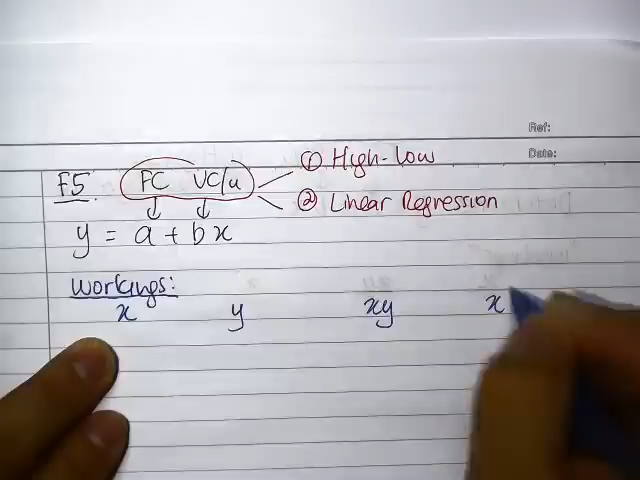 Ref:
Date:
F5. FC VC/u ① High-low
② Linear Regression
y = a + bx
Workings:
x y xy x